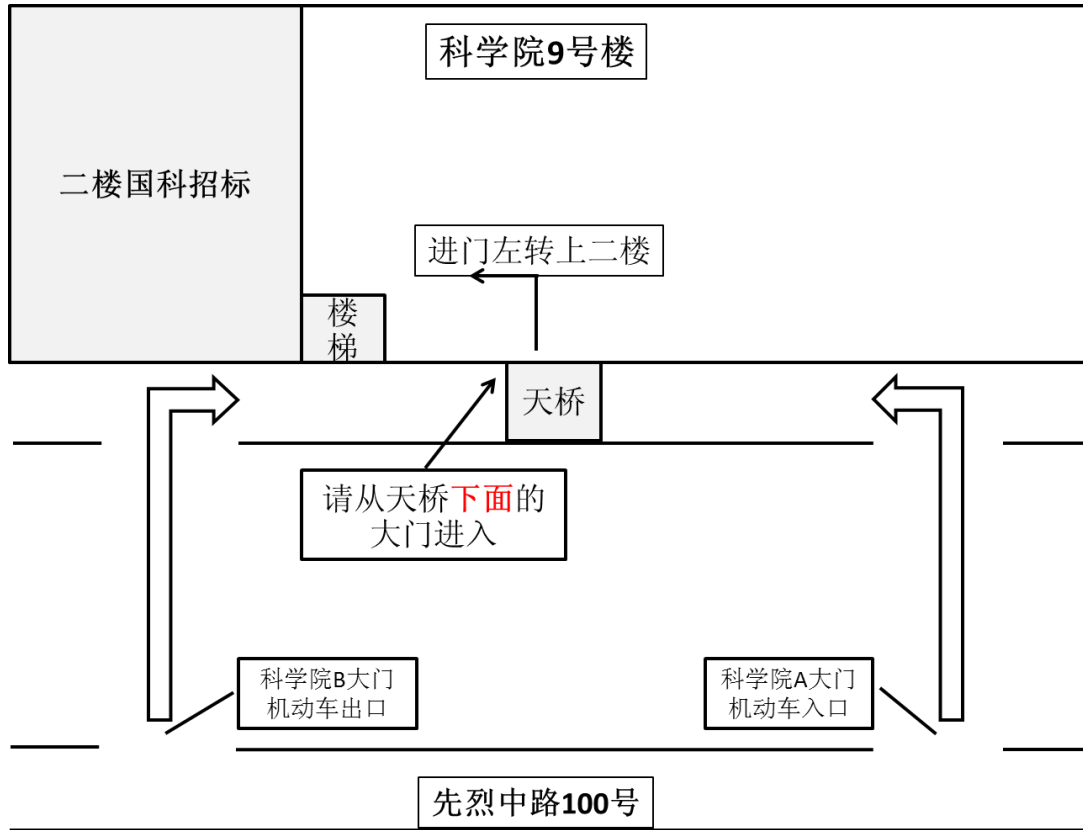 科学院9号楼
二楼国科招标
进门左转上二楼
楼
梯
天桥
请从天桥下面的
大门进入
科学院B大门
机动车出口
科学院A大门
机动车入口
先烈中路100号